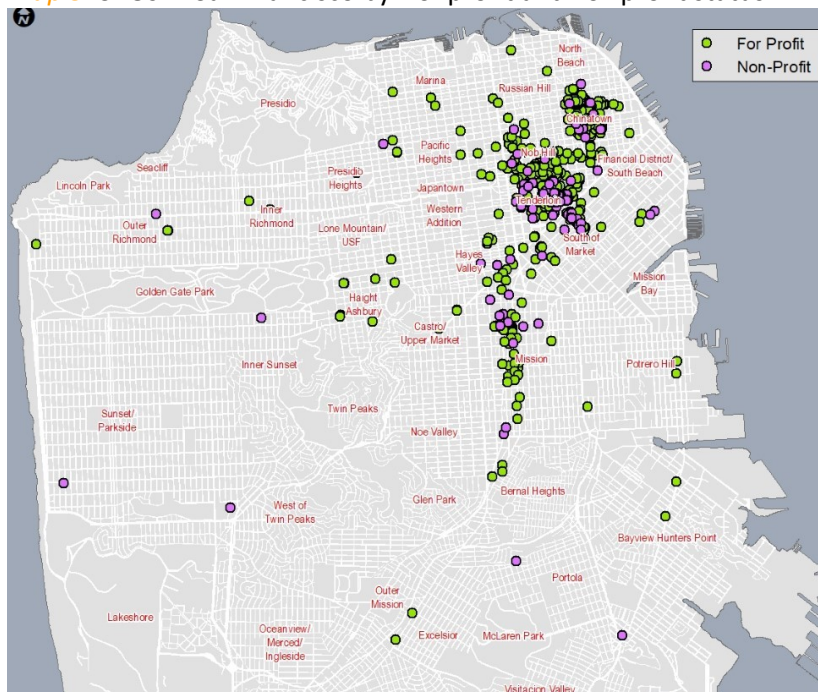 N
North
Beach
For Profit
Non-Profit
Marina
Russian Hill
Presidio
Chinatown
Pacific
Heights
Nob Hill
Financial District/
South Beach
Seacliff
Lincoln Park
Presidio
Heights
Japantown
Western
Addition
Tenderloin
Outer
Richmond
Inner
Richmond
Lone Mountain/
USF
South of
Market
Hayes
Valley
Mission
Bay
Golden Gate Park
Haight
Ashbury
Castro/
Upper Market
Inner Sunset
Mission
Potrero Hill
Sunset/
Parkside
Twin Peaks
Noe Valley
Glen Park
Bernal Heights
West of
Twin Peaks
Bayview Hunters Point
Portola
Outer
Mission
Lakeshore
Oceanview/
Merced/
Ingleside
Excelsior
McLaren Park
Visitacion Valley